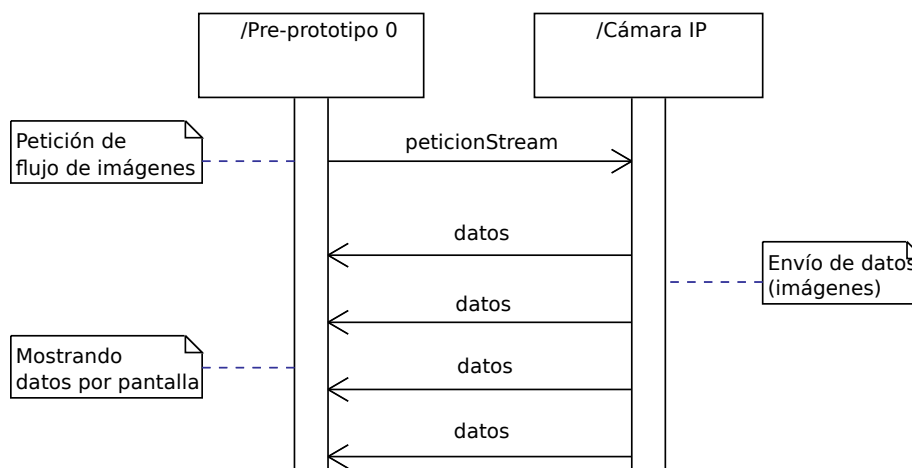 /Pre-prototipo 0
/Cámara IP
Petición de
flujo de imágenes
peticionStream
datos
Envío de datos
(imágenes)
datos
Mostrando
datos por pantalla
datos
datos